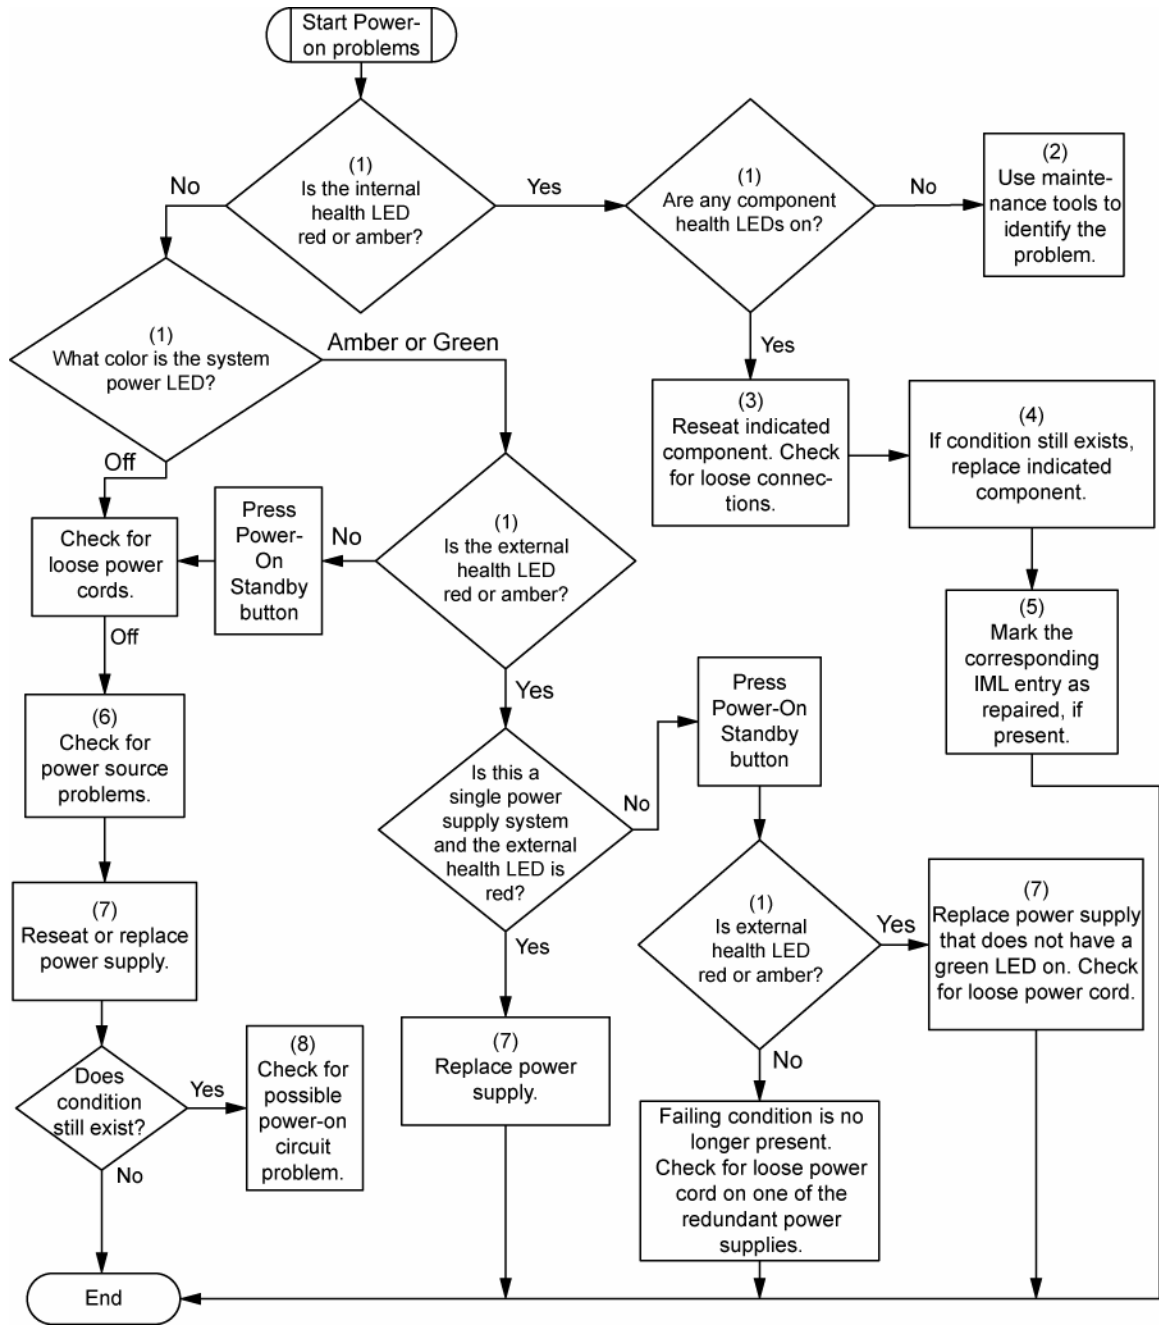 Start Power-
on problems
(1)
Is the internal
health LED
red or amber?
No
Yes
(1)
Are any component
health LEDs on?
No
(2)
Use mainte-
nance tools to
identify the
problem.
(1)
What color is the system
power LED?
Amber or Green
Yes
(3)
Reseat indicated
component. Check
for loose connec-
tions.
(4)
If condition still exists,
replace indicated
component.
Off
Check for
loose power
cords.
Press
Power-
On
Standby
button
No
(1)
Is the external
health LED
red or amber?
(5)
Mark the
corresponding
IML entry as
repaired, if
present.
Off
Yes
(6)
Check for
power source
problems.
Is this a
single power
supply system
and the external
health LED is
red?
No
Press
Power-On
Standby
button
(7)
Reseat or replace
power supply.
Yes
(1)
Is external
health LED
red or amber?
Yes
(7)
Replace power supply
that does not have a
green LED on. Check
for loose power cord.
Does
condition
still exist?
Yes
No
(8)
Check for
possible
power-on
circuit
problem.
(7)
Replace power
supply.
No
Failing condition is no
longer present.
Check for loose power
cord on one of the
redundant power
supplies.
End